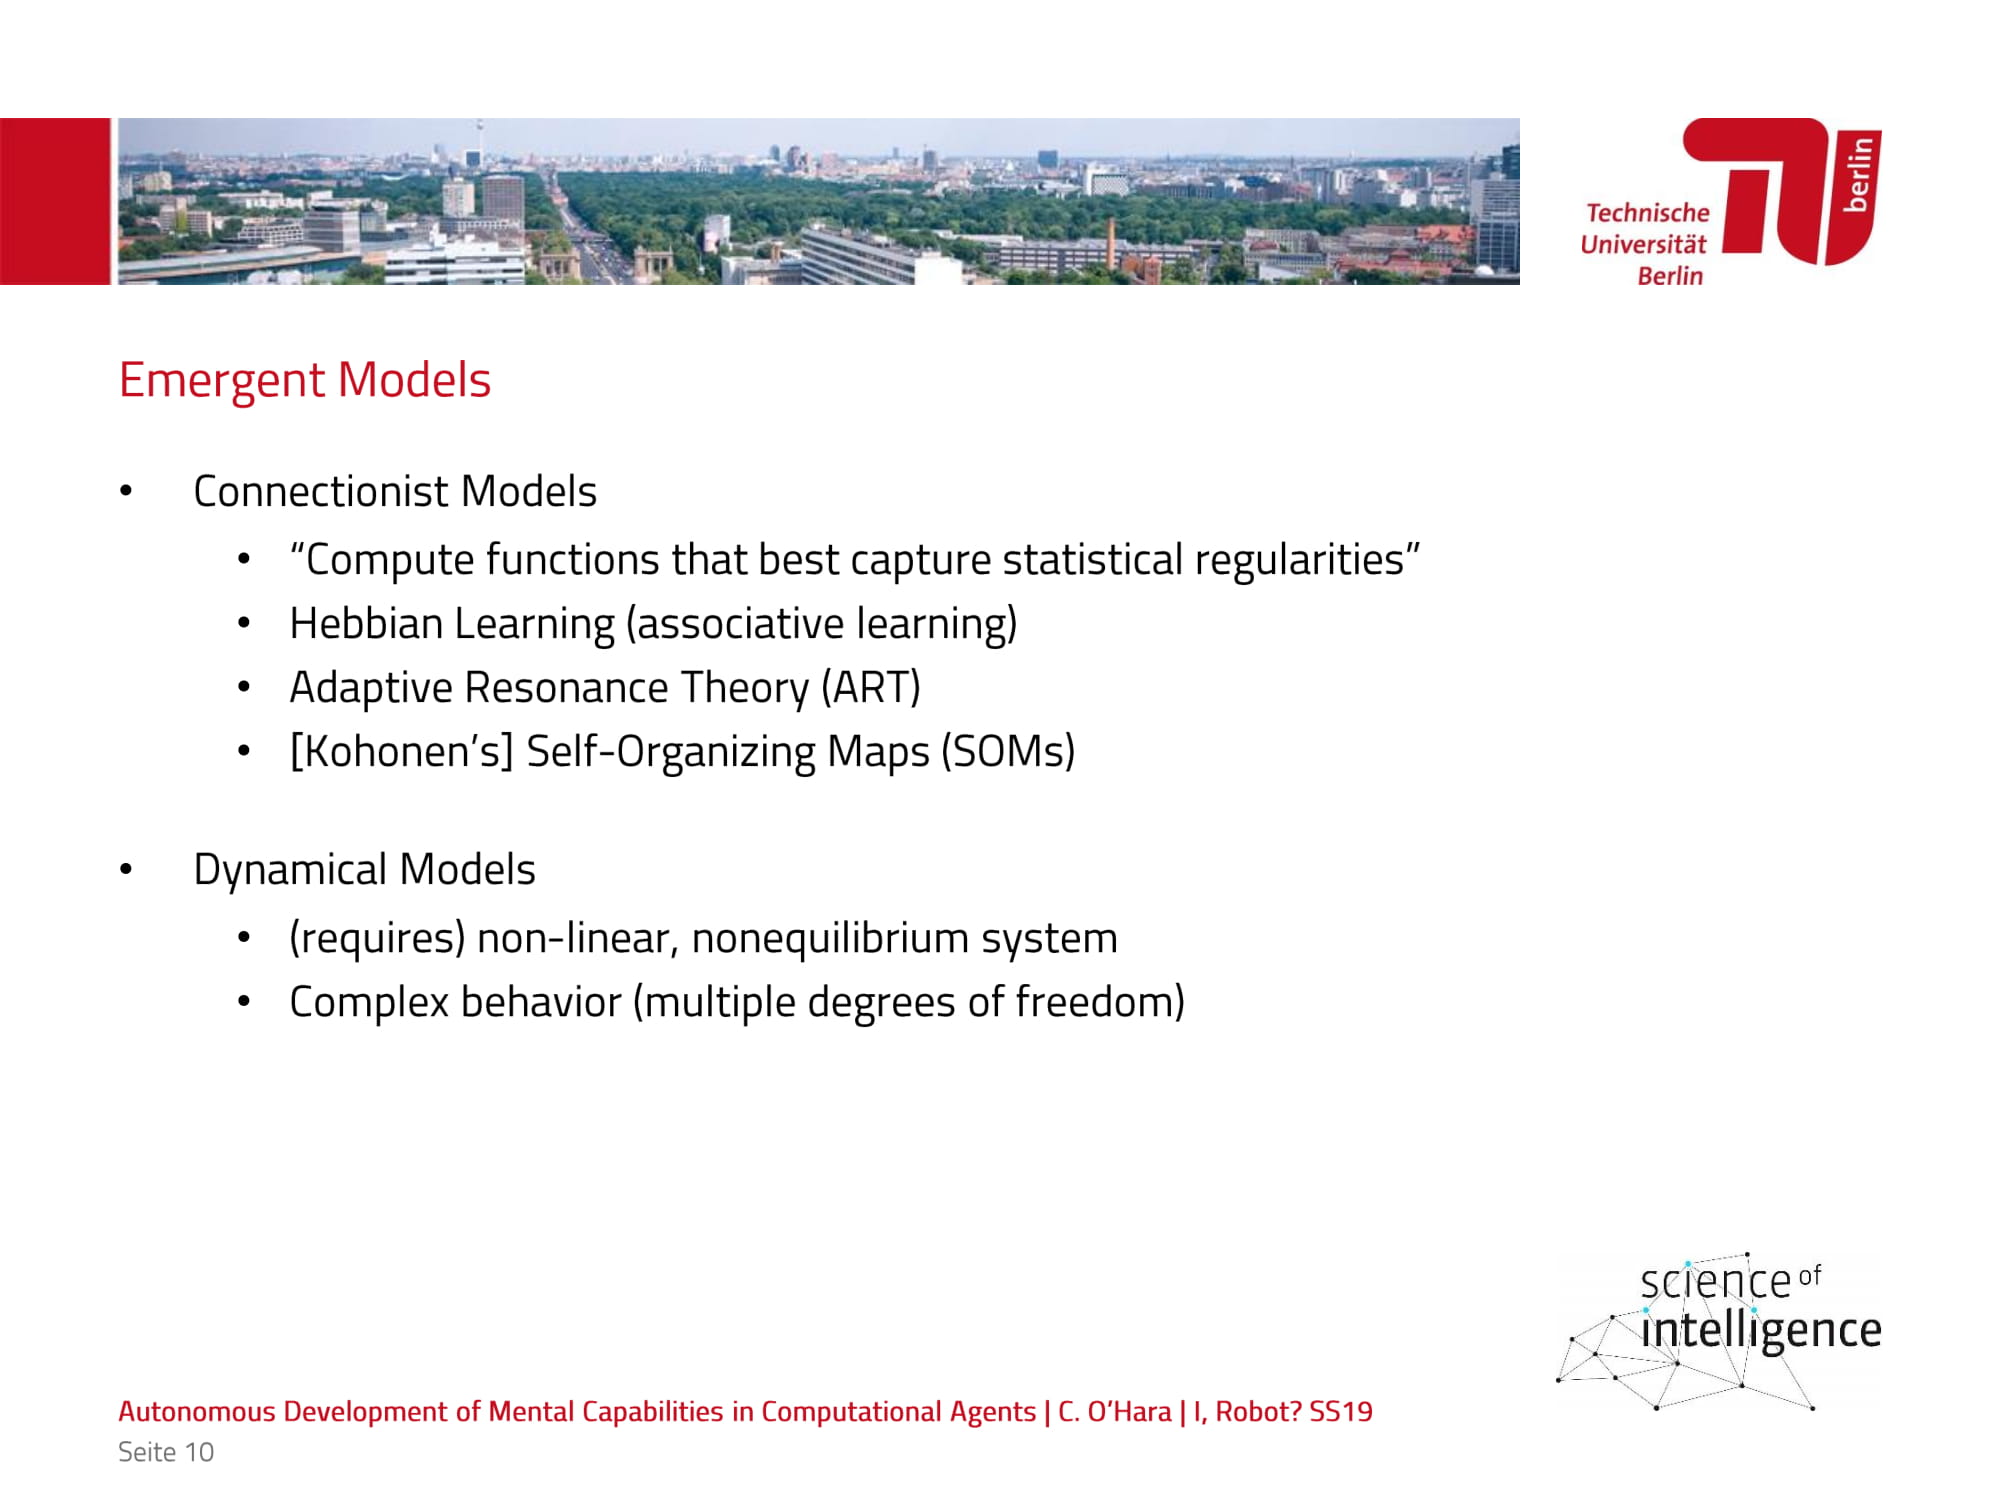 berlin
Technische
Universität
Berlin
Emergent Models
• Connectionist Models
• “Compute functions that best capture statistical regularities”
• Hebbian Learning (associative learning)
• Adaptive Resonance Theory (ART)
• [Kohonen’s] Self-Organizing Maps (SOMs)
• Dynamical Models
• (requires) non-linear, nonequilibrium system
• Complex behavior (multiple degrees of freedom)
science of
intelligence
Autonomous Development of Mental Capabilities in Computational Agents | C. O’Hara | I, Robot? SS19
Seite 10